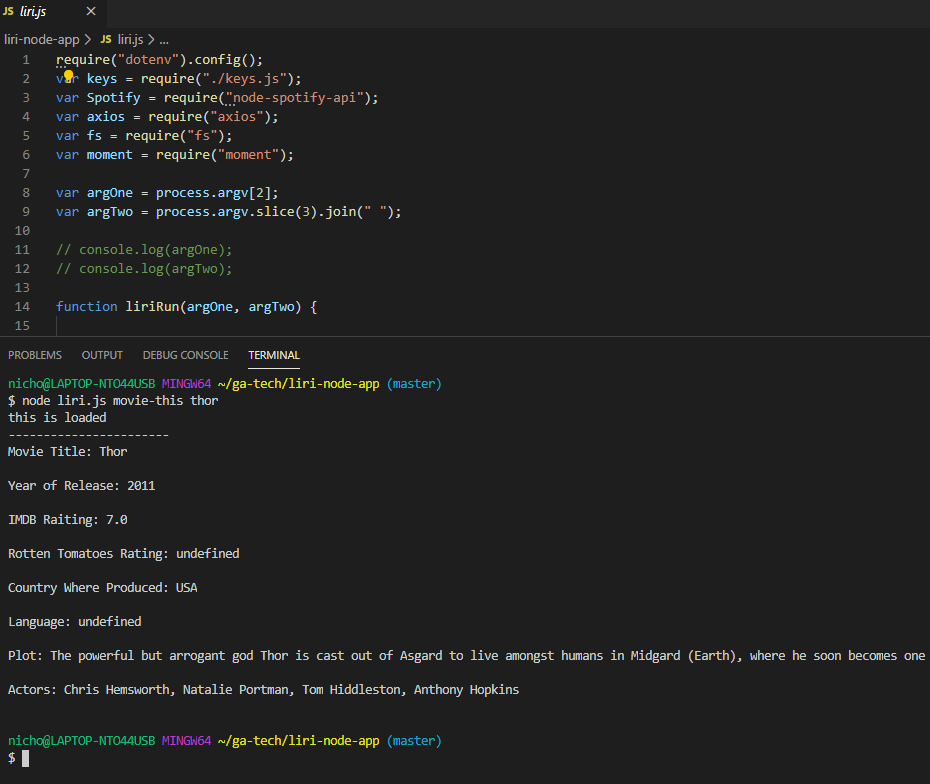 JS liri.js ×
liri-node-app > JS liri.js > ...
1 require("dotenv").config();
2 var keys = require("./keys.js");
3 var Spotify = require("node-spotify-api");
4 var axios = require("axios");
5 var fs = require("fs");
6 var moment = require("moment");
7
8 var argOne = process.argv[2];
9 var argTwo = process.argv.slice(3).join(" ");
10
11 // console.log(argOne);
12 // console.log(argTwo);
13
14 function liriRun(argOne, argTwo) {
15
PROBLEMS OUTPUT DEBUG CONSOLE TERMINAL
nicho@LAPTOP-NTO44USB MINGW64 ~/ga-tech/liri-node-app (master)
$ node liri.js movie-this thor
this is loaded
-----------------------
Movie Title: Thor
Year of Release: 2011
IMDB Raiting: 7.0
Rotten Tomatoes Rating: undefined
Country Where Produced: USA
Language: undefined
Plot: The powerful but arrogant god Thor is cast out of Asgard to live amongst humans in Midgard (Earth), where he soon becomes one
Actors: Chris Hemsworth, Natalie Portman, Tom Hiddleston, Anthony Hopkins
nicho@LAPTOP-NTO44USB MINGW64 ~/ga-tech/liri-node-app (master)
$